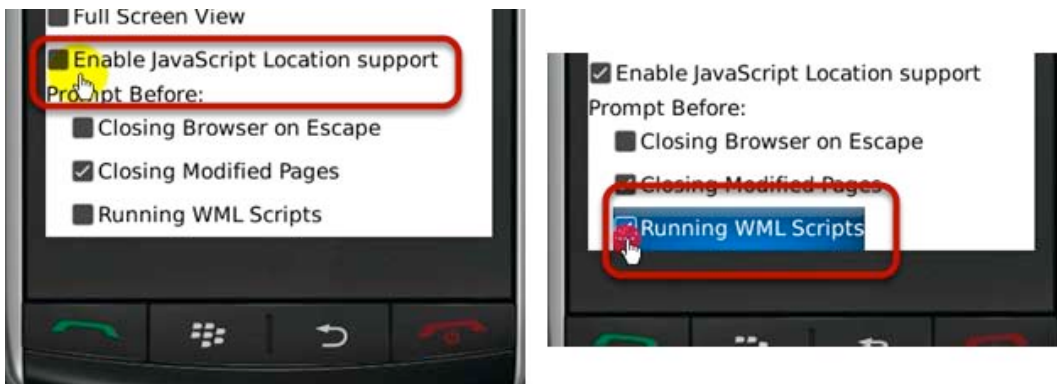 Full Screen View
Enable JavaScript Location support
Prompt Before:
Closing Browser on Escape
Closing Modified Pages
Running WML Scripts
Enable JavaScript Location support
Prompt Before:
Closing Browser on Escape
Closing Modified Pages
Running WML Scripts